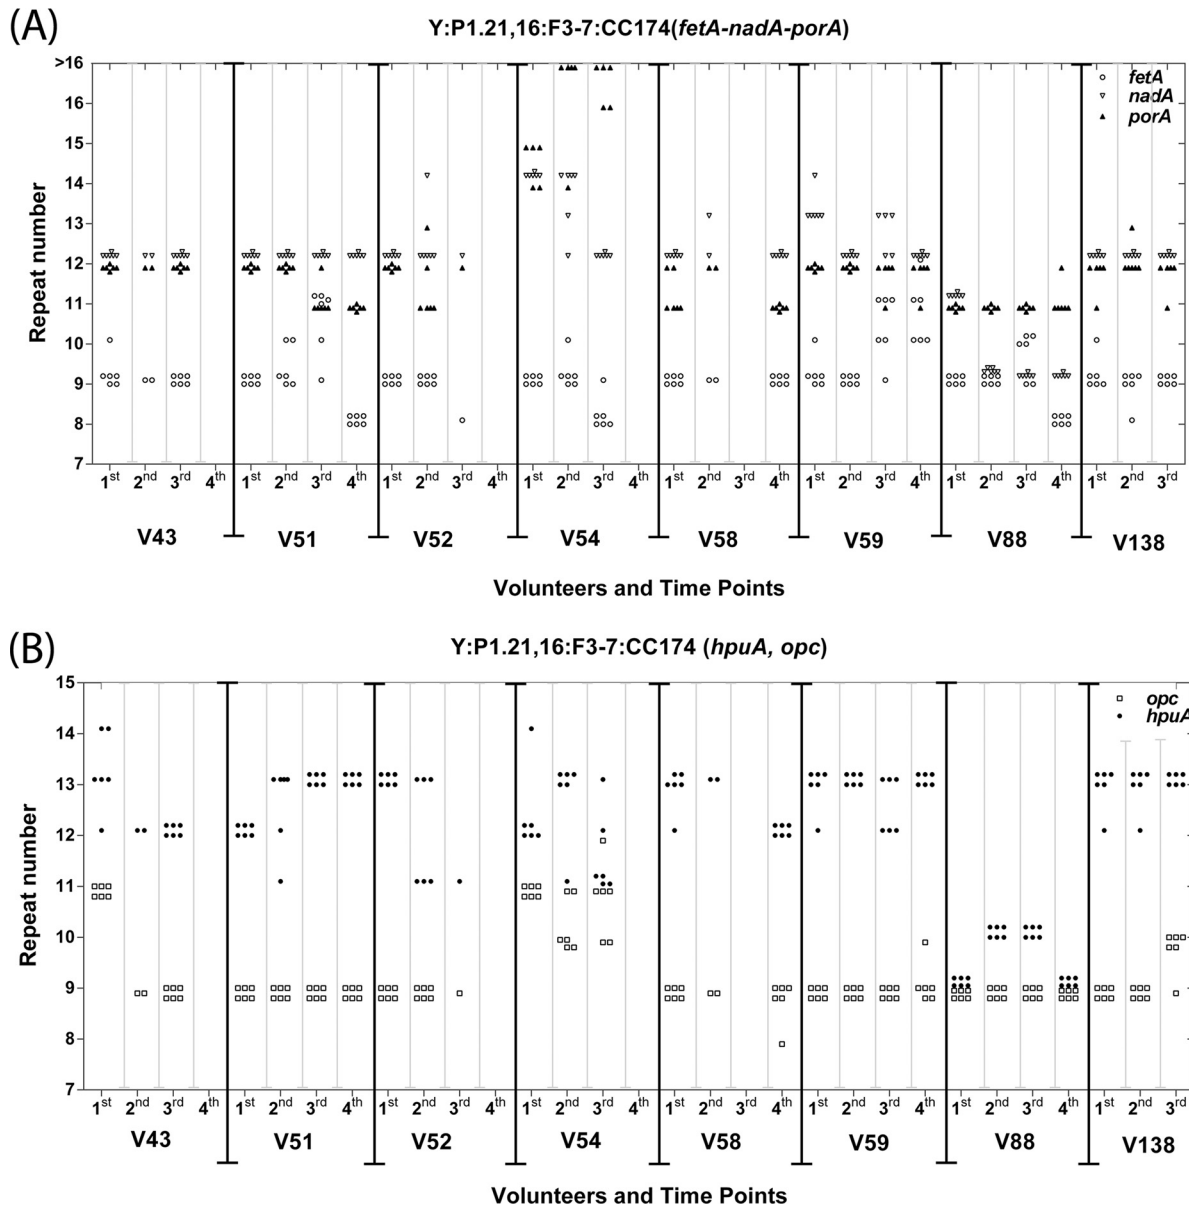 (A)
Y:P1.21,16:F3-7:CC174(fetA-nadA-porA)
>16
16
15
14
13
12
11
10
9
8
7
Repeat number
fetA
nadA
porA
1st 2nd 3rd 4th 1st 2nd 3rd 4th 1st 2nd 3rd 4th 1st 2nd 3rd 4th 1st 2nd 3rd 4th 1st 2nd 3rd 4th 1st 2nd 3rd 4th 1st 2nd 3rd
V43 V51 V52 V54 V58 V59 V88 V138
Volunteers and Time Points
(B)
Y:P1.21,16:F3-7:CC174 (hpuA, opc)
15
14
13
12
11
10
9
8
7
Repeat number
opc
hpuA
1st 2nd 3rd 4th 1st 2nd 3rd 4th 1st 2nd 3rd 4th 1st 2nd 3rd 4th 1st 2nd 3rd 4th 1st 2nd 3rd 4th 1st 2nd 3rd 4th 1st 2nd 3rd
V43 V51 V52 V54 V58 V59 V88 V138
Volunteers and Time Points